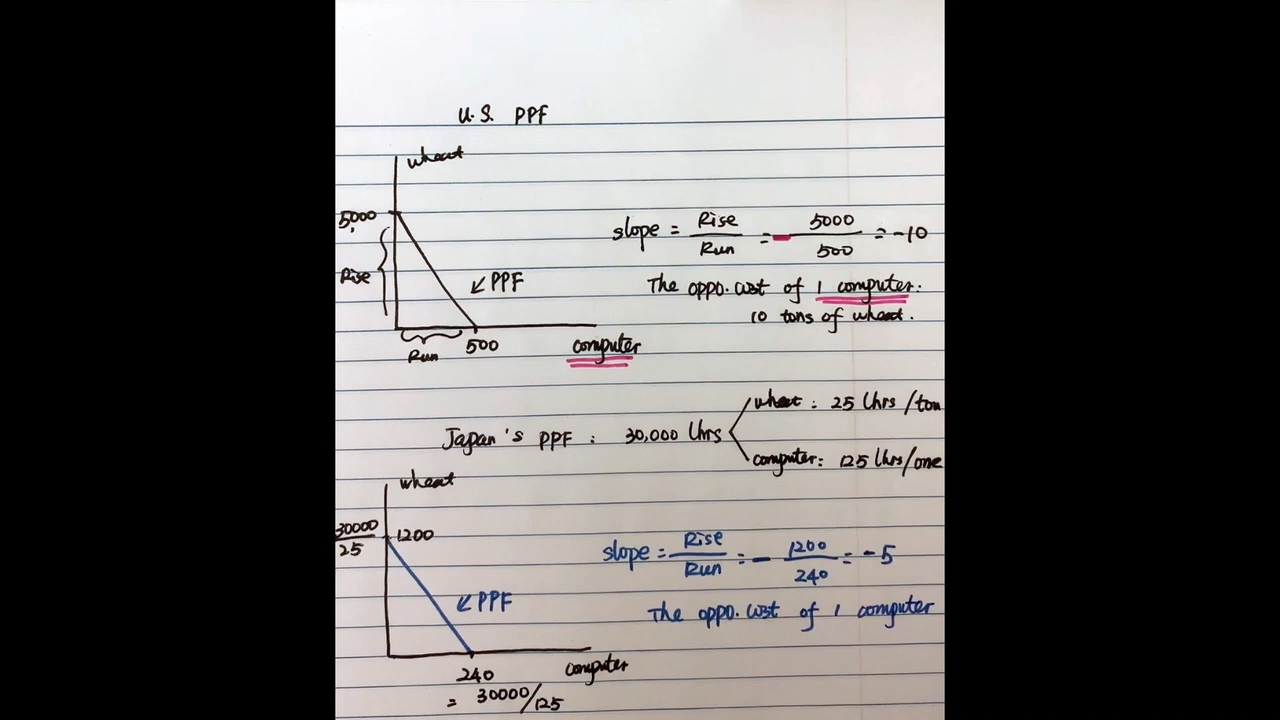 U.S. PPF
wheat
5,000
Rise
Run
500
computer
↙ PPF
slope = Rise/Run = - 5000/500 = -10
The oppo. cost of 1 computer.
10 tons of wheat.
Japan's PPF : 30,000 lhrs
wheat : 25 lhrs/ton
computer : 125 lhrs/one
wheat
30000/25
1200
↙ PPF
240
= 30000/125
computer
slope = Rise/Run = - 1200/240 = -5
The oppo. cost of 1 computer